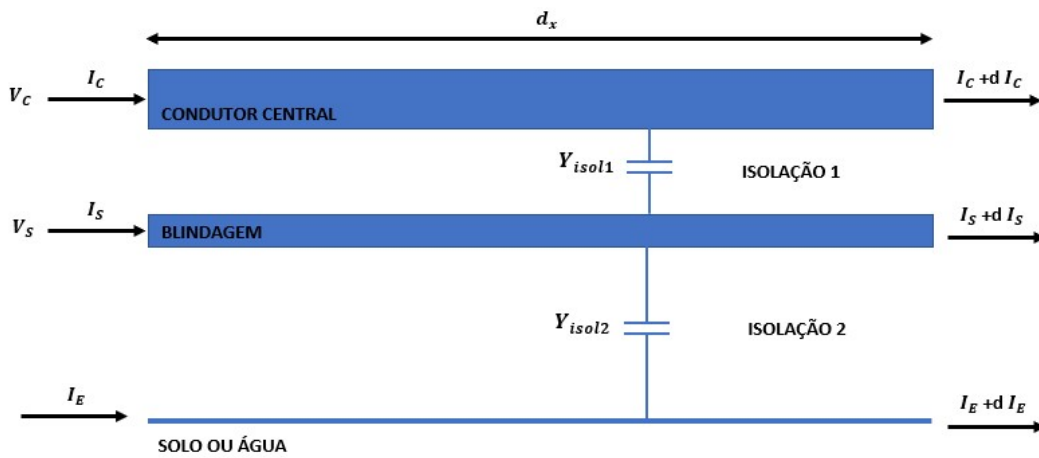 d_x
I_C
I_C +d I_C
V_C
CONDUTOR CENTRAL
Y_isol1
ISOLAÇÃO 1
I_S
I_S +d I_S
V_S
BLINDAGEM
Y_isol2
ISOLAÇÃO 2
I_E
I_E +d I_E
SOLO OU ÁGUA